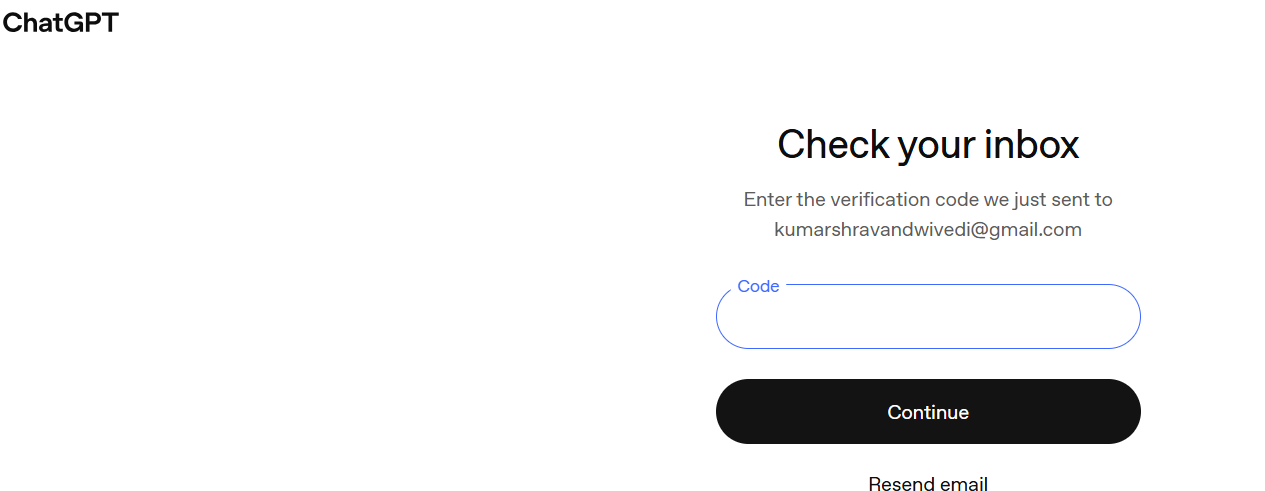 ChatGPT
Check your inbox
Enter the verification code we just sent to
kumarshravandwivedi@gmail.com
Code
Continue
Resend email